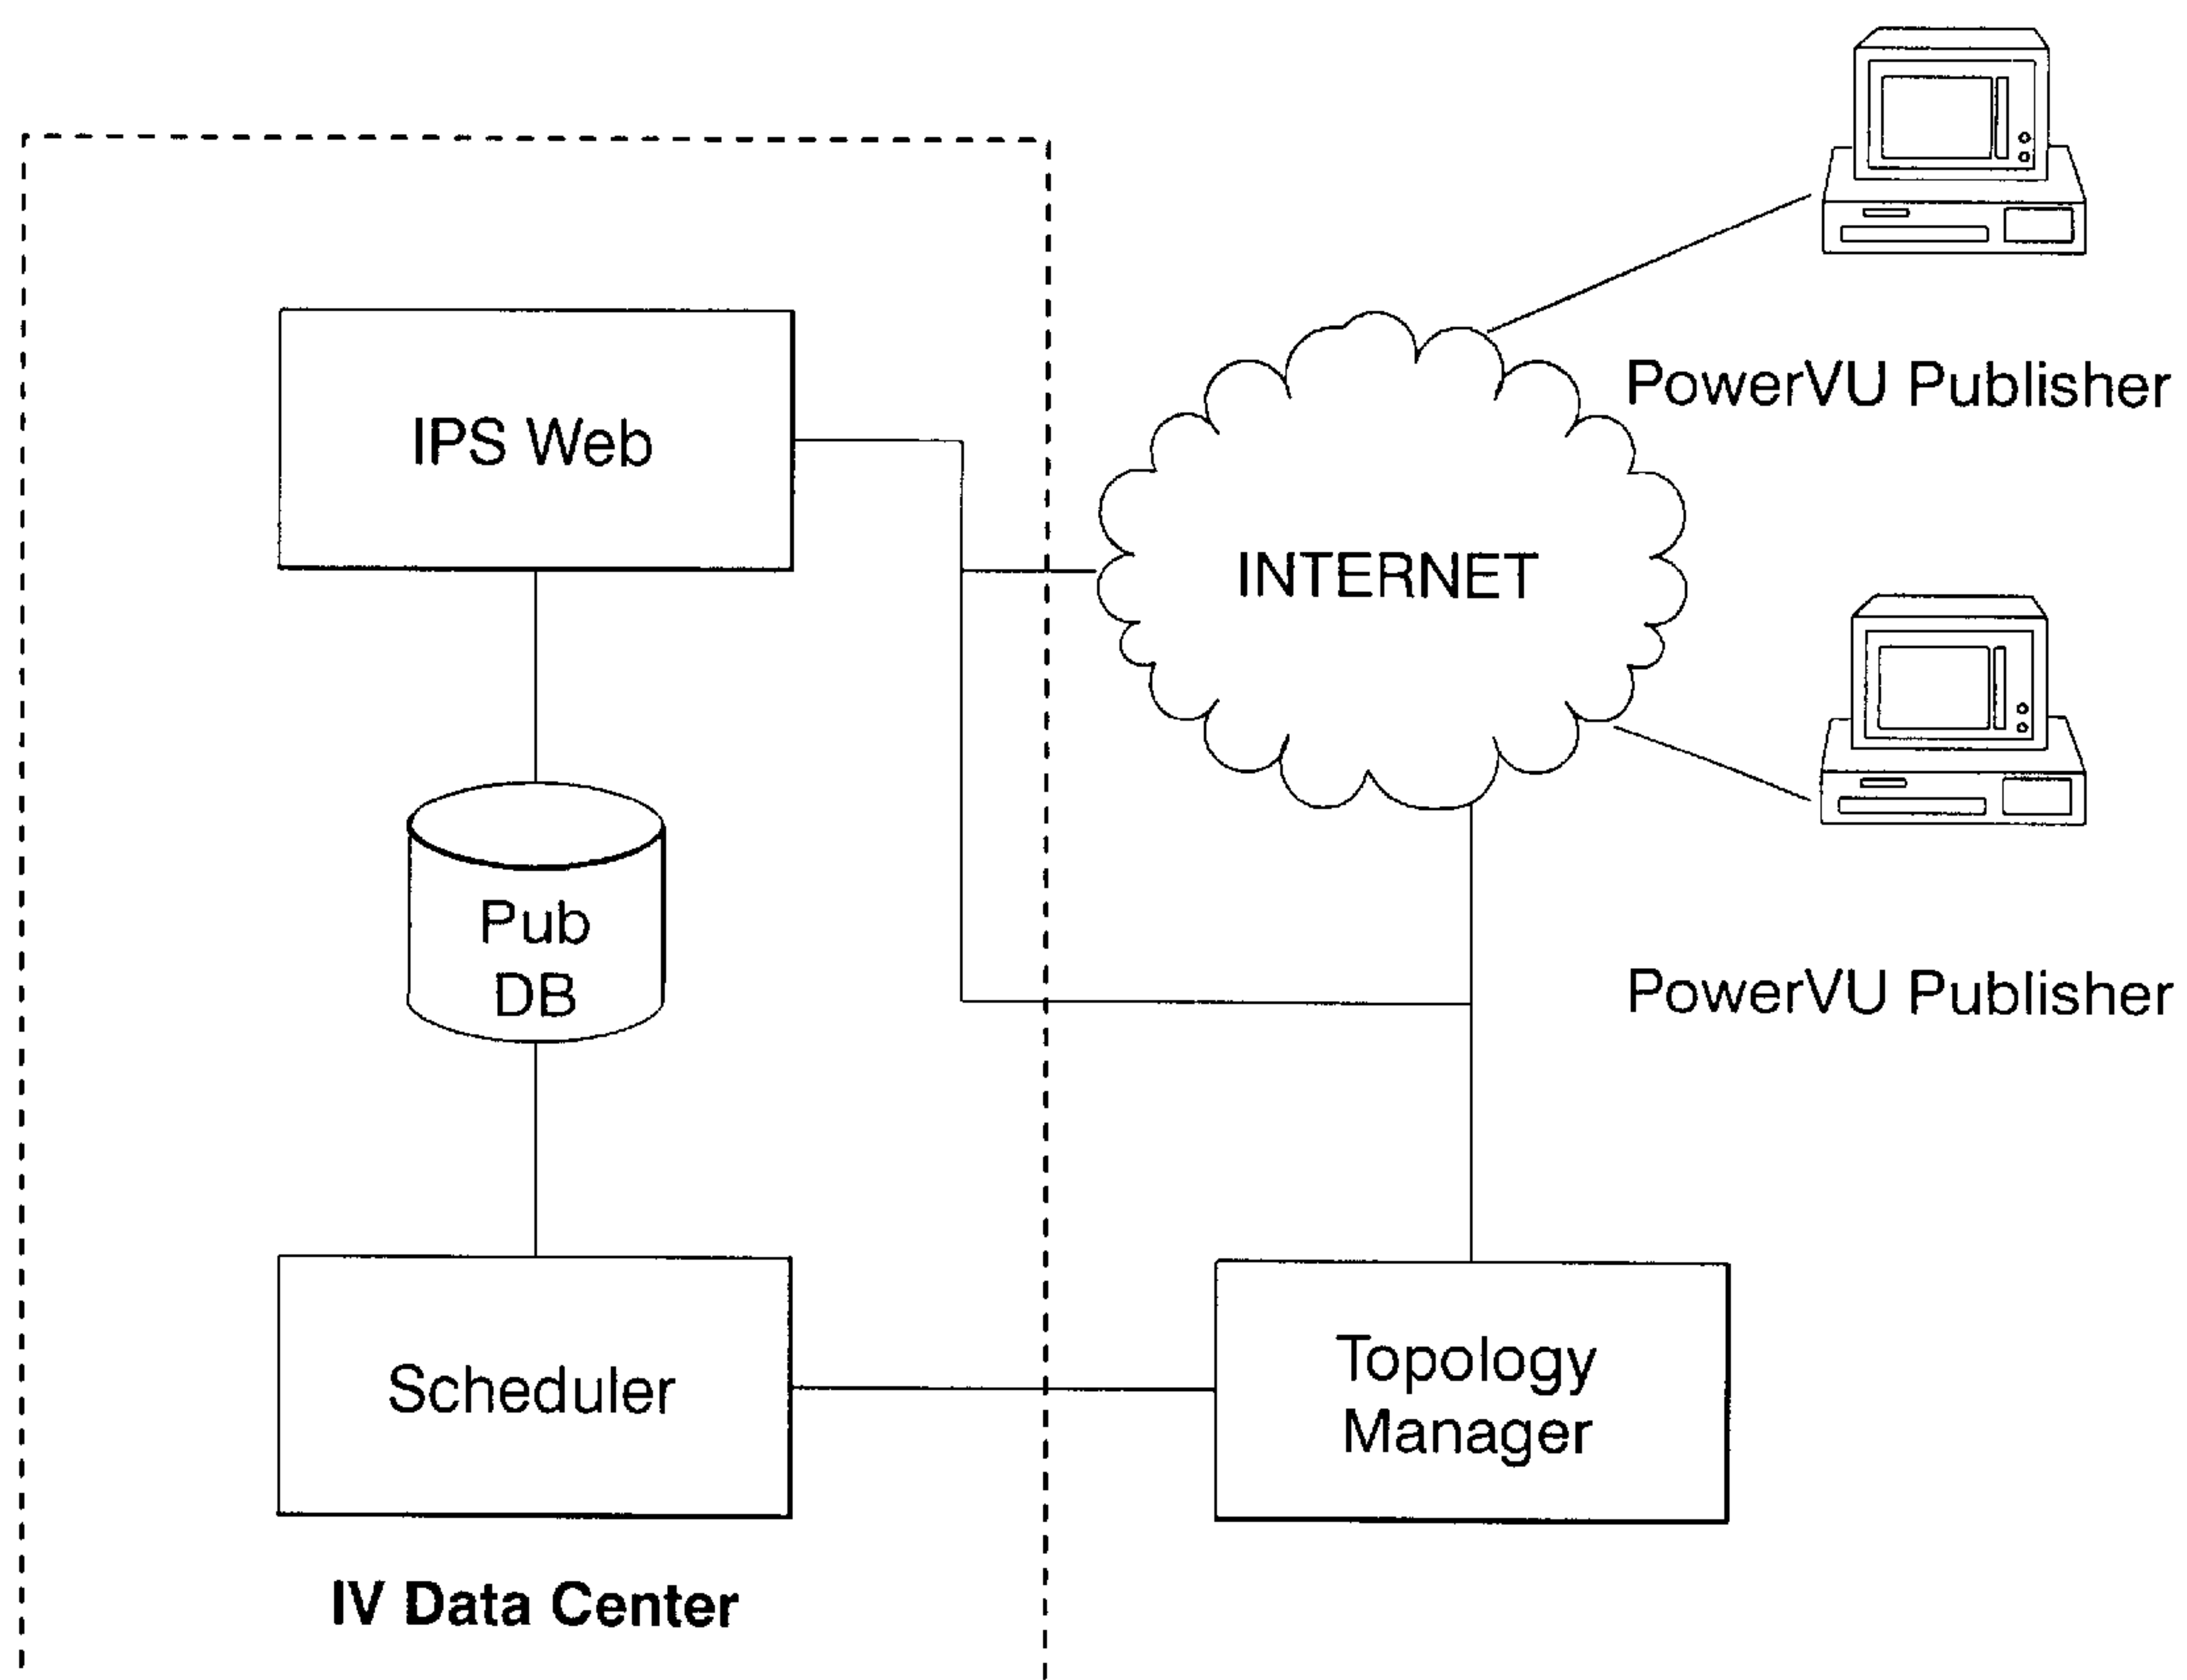 PowerVU Publisher
IPS Web
INTERNET
Pub
DB
PowerVU Publisher
Scheduler
Topology
Manager
IV Data Center